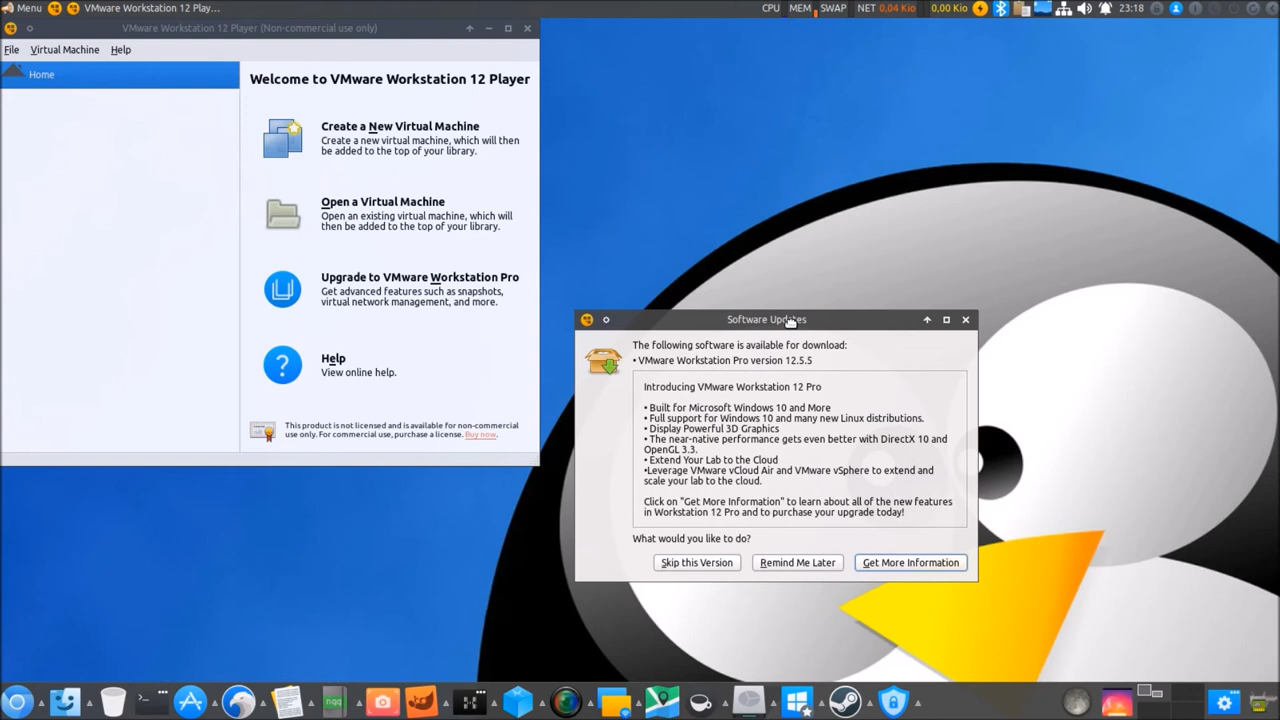 Menu VMware Workstation 12 Play... CPU MEM SWAP NET 0,04 Kio 0,00 Kio 23:18
VMware Workstation 12 Player (Non-commercial use only)
File Virtual Machine Help
Home
Welcome to VMware Workstation 12 Player
Create a New Virtual Machine
Create a new virtual machine, which will then
be added to the top of your library.
Open a Virtual Machine
Open an existing virtual machine, which will
then be added to the top of your library.
Upgrade to VMware Workstation Pro
Get advanced features such as snapshots,
virtual network management, and more.
Help
View online help.
This product is not licensed and is available for non-commercial
use only. For commercial use, purchase a license. Buy now.
Software Updates
The following software is available for download:
• VMware Workstation Pro version 12.5.5
Introducing VMware Workstation 12 Pro
• Built for Microsoft Windows 10 and More
• Full support for Windows 10 and many new Linux distributions.
• Display Powerful 3D Graphics
• The near-native performance gets even better with DirectX 10 and
OpenGL 3.3.
• Extend Your Lab to the Cloud
•Leverage VMware vCloud Air and VMware vSphere to extend and
scale your lab to the cloud.
Click on "Get More Information" to learn about all of the new features
in Workstation 12 Pro and to purchase your upgrade today!
What would you like to do?
Skip this Version Remind Me Later Get More Information